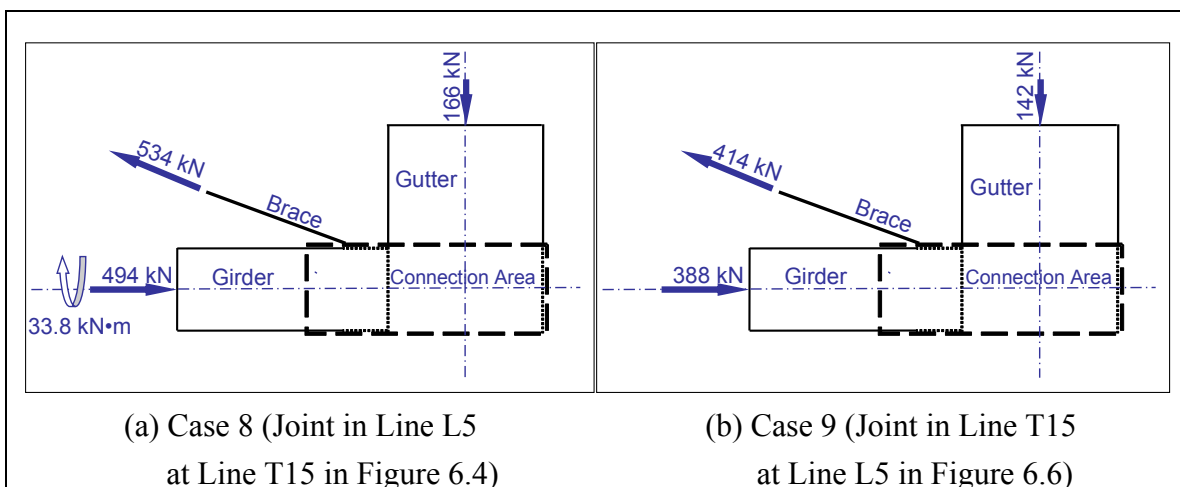 166 kN
534 kN
Gutter
Brace
494 kN
Girder
Connection Area
33.8 kN•m
(a) Case 8 (Joint in Line L5
at Line T15 in Figure 6.4)
142 kN
414 kN
Gutter
Brace
388 kN
Girder
Connection Area
(b) Case 9 (Joint in Line T15
at Line L5 in Figure 6.6)